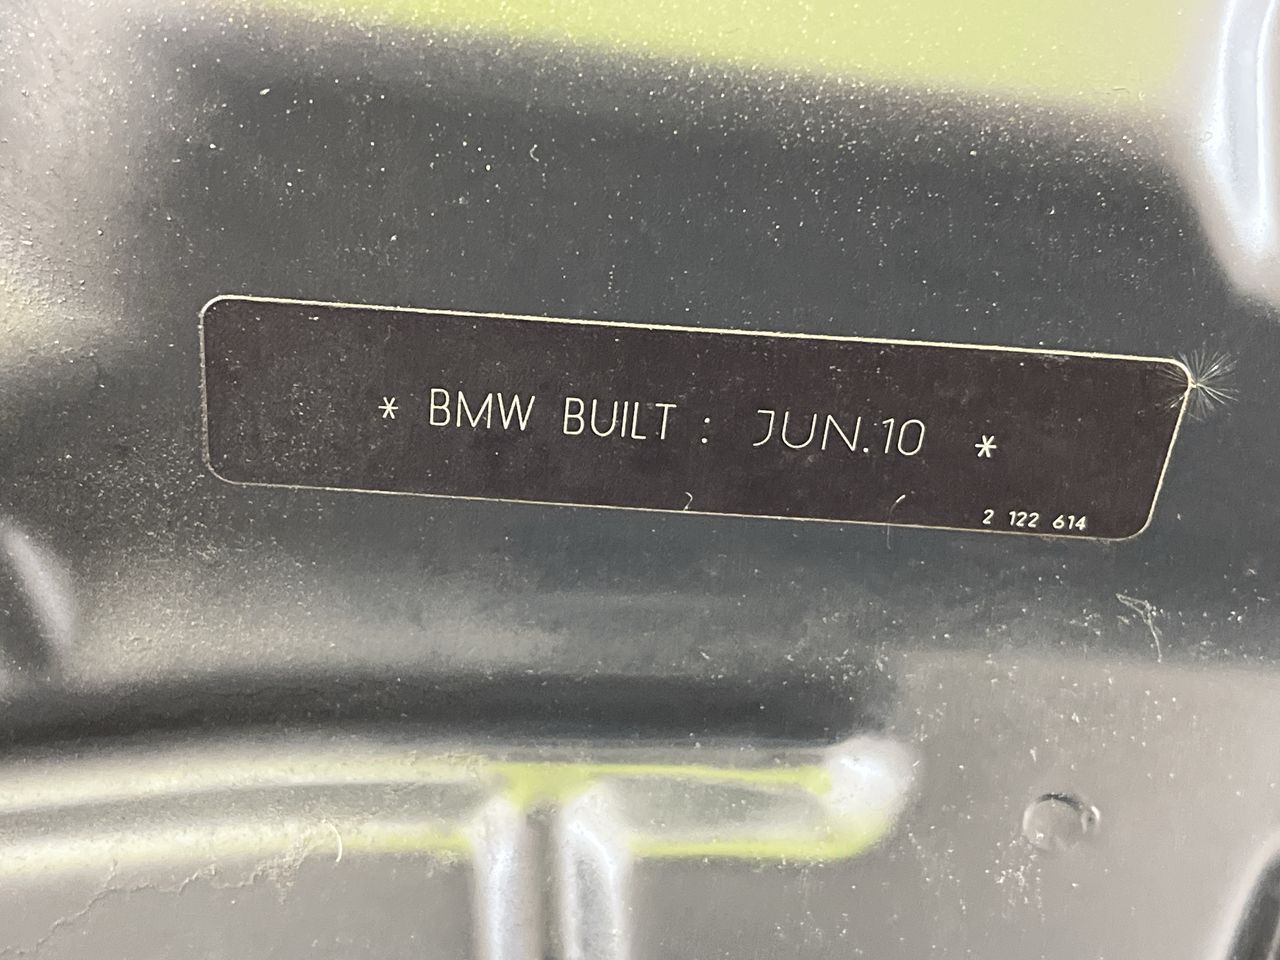 * BMW BUILT : JUN.10 *
2 122 614